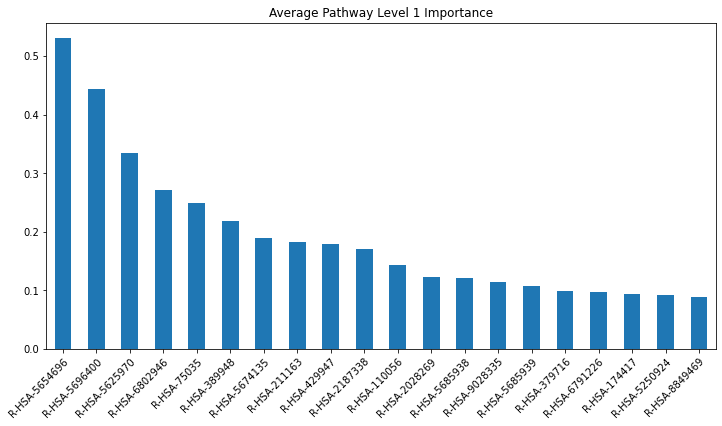 Average Pathway Level 1 Importance
0.5
0.4
0.3
0.2
0.1
0.0
R-HSA-5654696
R-HSA-5696400
R-HSA-5625970
R-HSA-6802946
R-HSA-75035
R-HSA-389948
R-HSA-5674135
R-HSA-211163
R-HSA-429947
R-HSA-2187338
R-HSA-110056
R-HSA-2028269
R-HSA-5685938
R-HSA-9028335
R-HSA-5685939
R-HSA-379716
R-HSA-6791226
R-HSA-174417
R-HSA-5250924
R-HSA-8849469